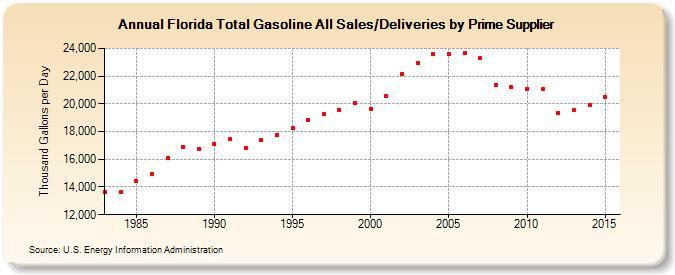 Annual Florida Total Gasoline All Sales/Deliveries by Prime Supplier
Thousand Gallons per Day
24,000
22,000
20,000
18,000
16,000
14,000
12,000
1985 1990 1995 2000 2005 2010 2015
Source: U.S. Energy Information Administration